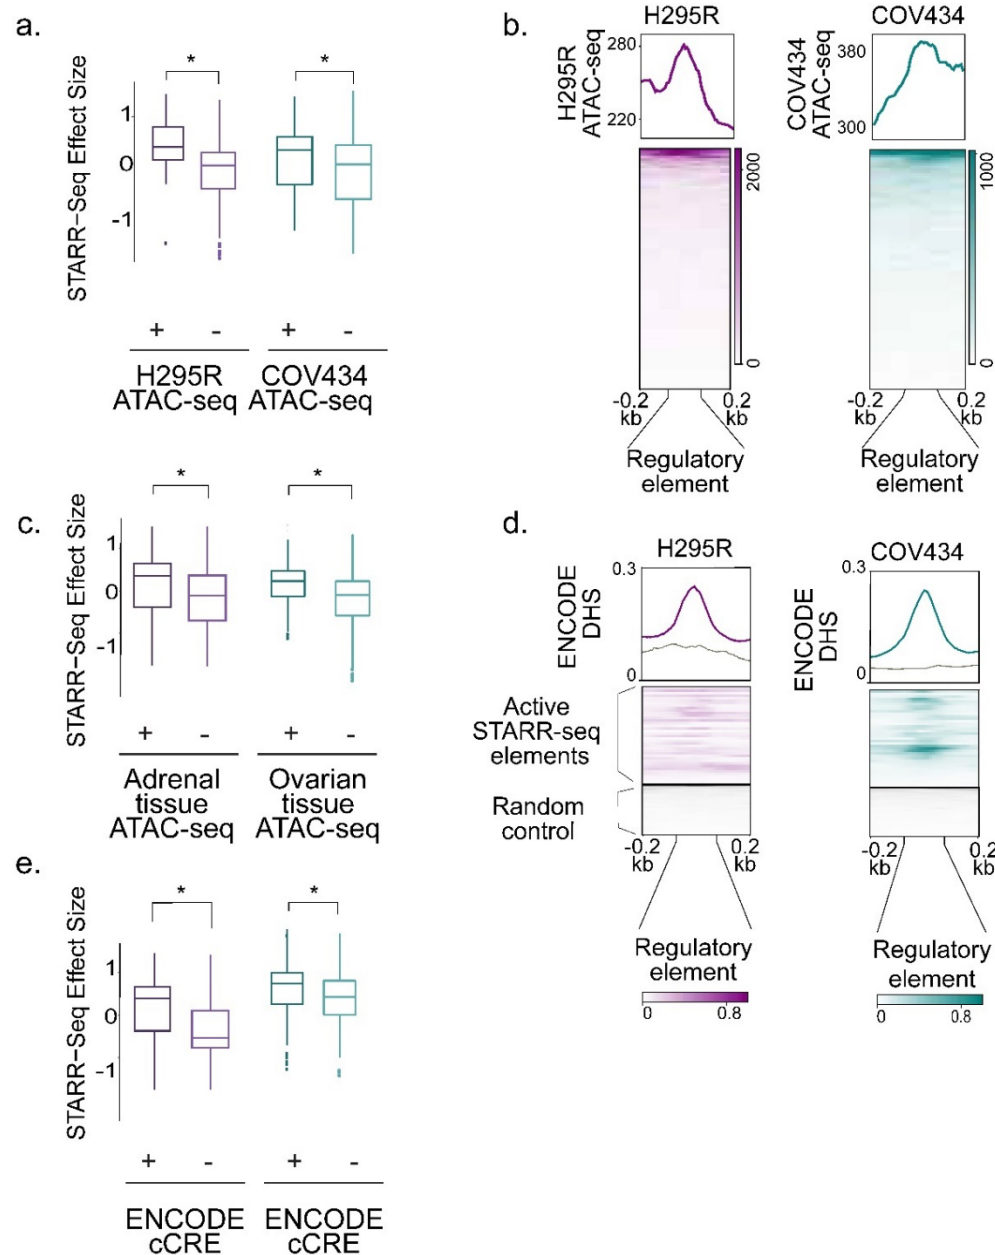 a.
STARR-Seq Effect Size
1
0
-1
*
*
+ - + -
H295R COV434
ATAC-seq ATAC-seq
b.
H295R COV434
H295R
ATAC-seq
280
220
COV434
ATAC-seq
380
300
2000
0
1000
0
-0.2 0.2
kb kb
-0.2 0.2
kb kb
Regulatory
element
Regulatory
element
c.
STARR-Seq Effect Size
1
0
-1
*
*
+ - + -
Adrenal Ovarian
tissue tissue
ATAC-seq ATAC-seq
d.
H295R COV434
ENCODE
DHS
0.3
0
ENCODE
DHS
0.3
0
Active
STARR-seq
elements
Random
control
-0.2 0.2
kb kb
-0.2 0.2
kb kb
Regulatory
element
0 0.8
Regulatory
element
0 0.8
e.
STARR-Seq Effect Size
1
0
-1
*
*
+ - + -
ENCODE ENCODE
cCRE cCRE